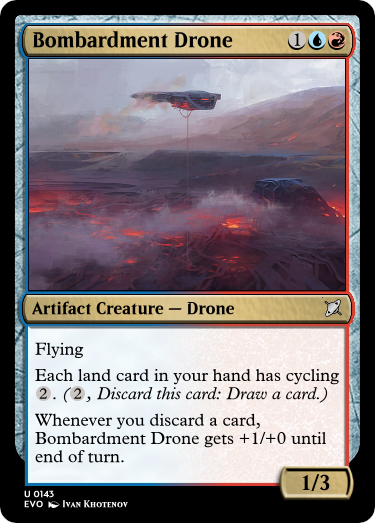 Bombardment Drone 1
Artifact Creature — Drone
Flying
Each land card in your hand has cycling
2. (2, Discard this card: Draw a card.)
Whenever you discard a card,
Bombardment Drone gets +1/+0 until
end of turn.
1/3
U 0143
EVO Ivan Khotenov